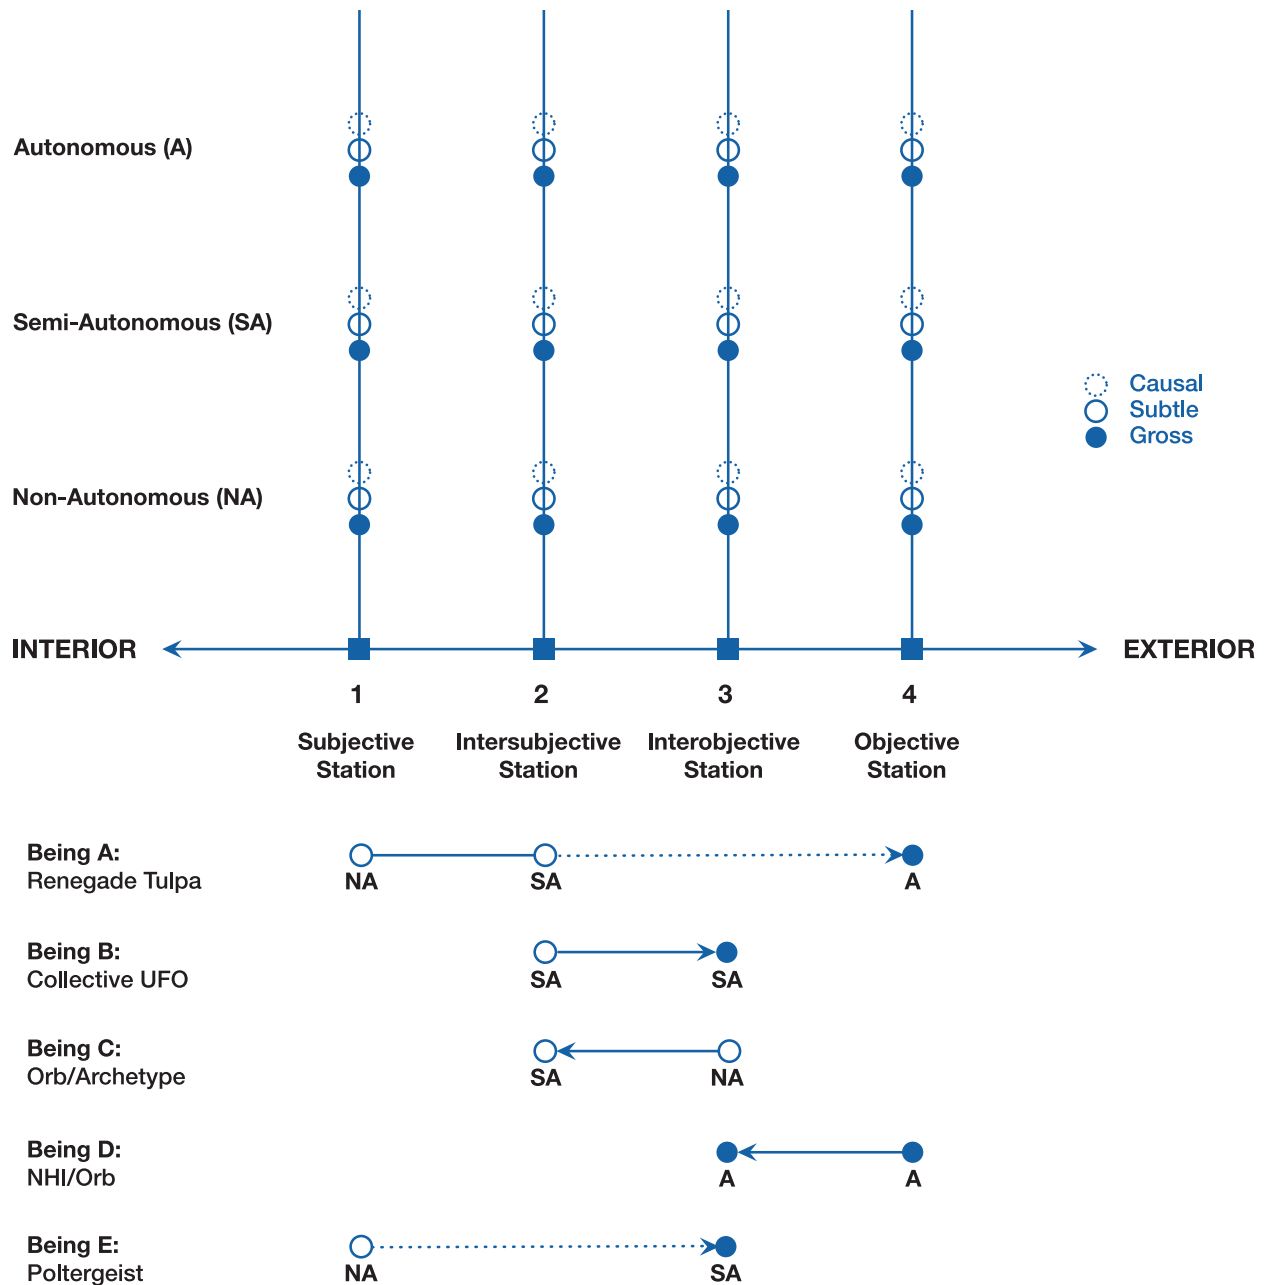 Autonomous (A)
Semi-Autonomous (SA)
Causal
Subtle
Gross
Non-Autonomous (NA)
INTERIOR
EXTERIOR
1
2
3
4
Subjective
Station
Intersubjective
Station
Interobjective
Station
Objective
Station
Being A:
Renegade Tulpa
NA
SA
A
Being B:
Collective UFO
SA
SA
Being C:
Orb/Archetype
SA
NA
Being D:
NHI/Orb
A
A
Being E:
Poltergeist
NA
SA